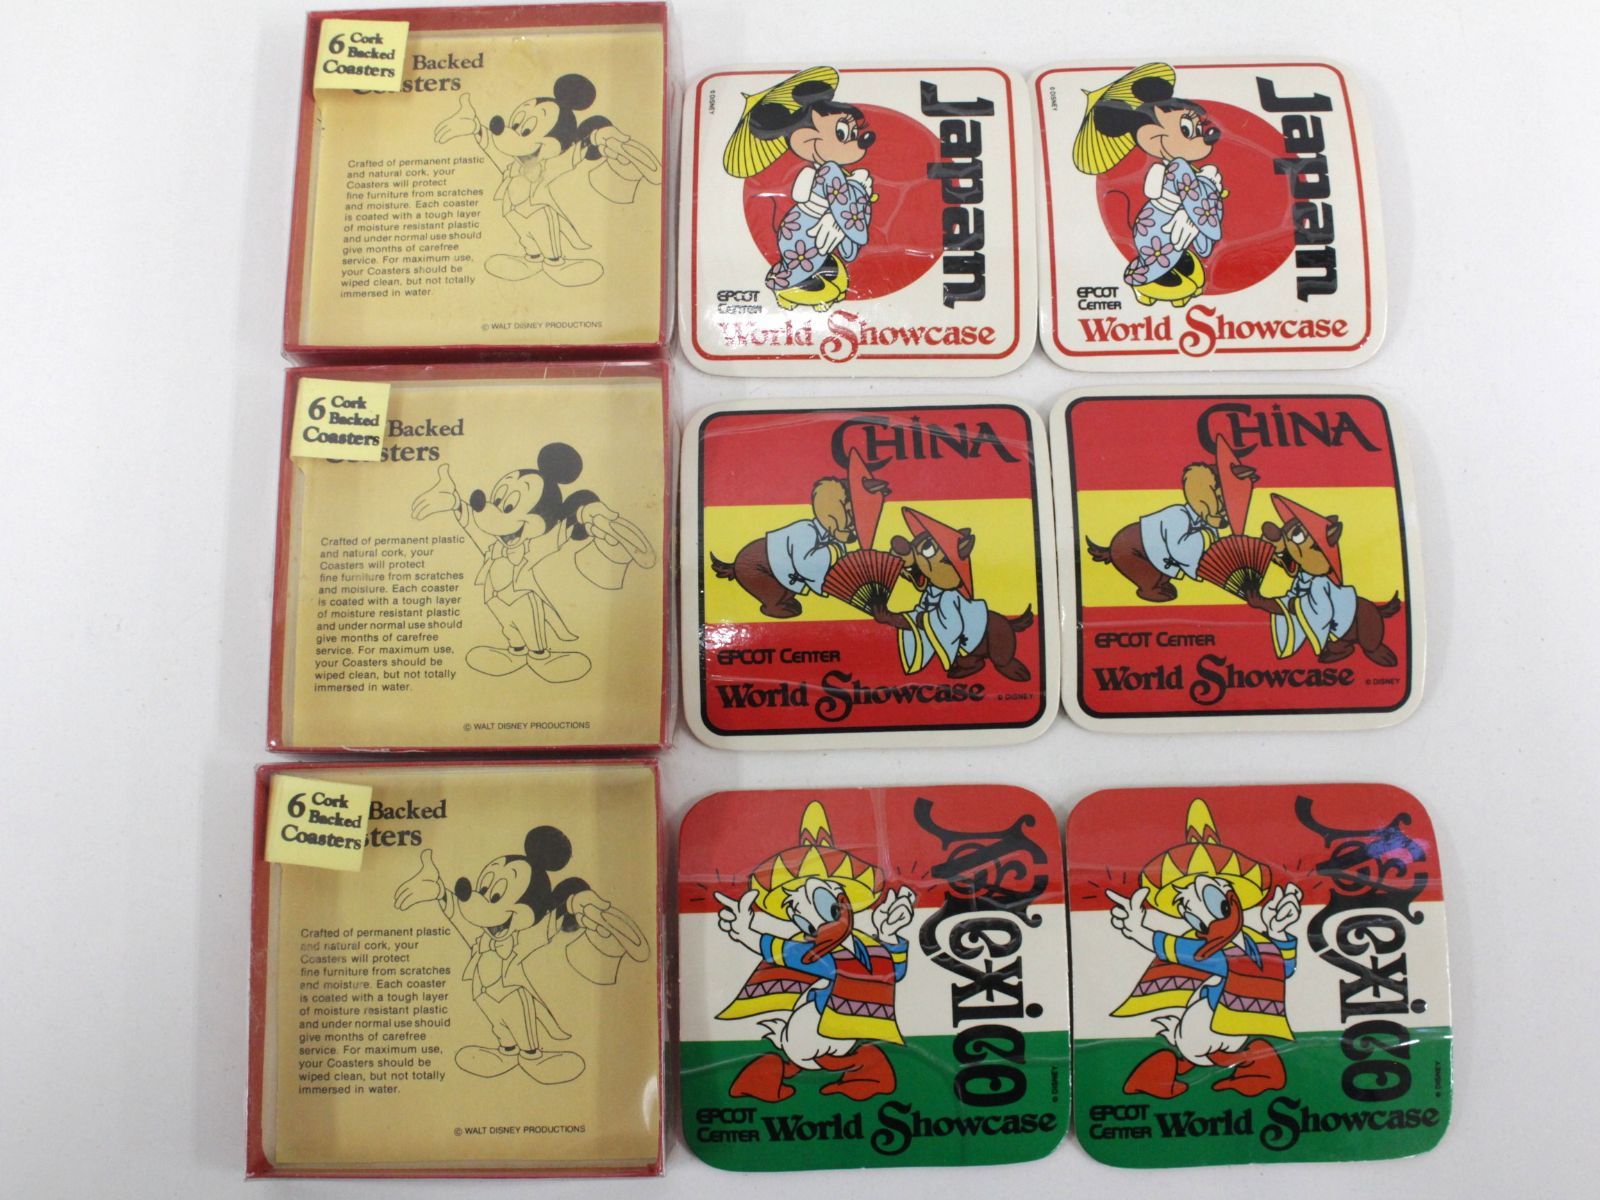 6 Cork
Backed
Coasters
Backed
sters
Crafted of permanent plastic
and natural cork, your
Coasters will protect
fine furniture from scratches
and moisture. Each coaster
is coated with a tough layer
of moisture resistant plastic
and under normal use should
give months of carefree
service. For maximum use,
your Coasters should be
wiped clean, but not totally
immersed in water.
© WALT DISNEY PRODUCTIONS
© DISNEY
Japan
EPCOT
CENTER
World Showcase
© DISNEY
Japan
EPCOT
CENTER
World Showcase
6 Cork
Backed
Coasters
Backed
sters
Crafted of permanent plastic
and natural cork, your
Coasters will protect
fine furniture from scratches
and moisture. Each coaster
is coated with a tough layer
of moisture resistant plastic
and under normal use should
give months of carefree
service. For maximum use,
your Coasters should be
wiped clean, but not totally
immersed in water.
© WALT DISNEY PRODUCTIONS
CHINA
EPCOT CENTER
World Showcase © DISNEY
CHINA
EPCOT CENTER
World Showcase © DISNEY
6 Cork
Backed
Coasters
Backed
sters
Crafted of permanent plastic
and natural cork, your
Coasters will protect
fine furniture from scratches
and moisture. Each coaster
is coated with a tough layer
of moisture resistant plastic
and under normal use should
give months of carefree
service. For maximum use,
your Coasters should be
wiped clean, but not totally
immersed in water.
© WALT DISNEY PRODUCTIONS
Mexico
© DISNEY
EPCOT
CENTER World Showcase
Mexico
© DISNEY
EPCOT
CENTER World Showcase